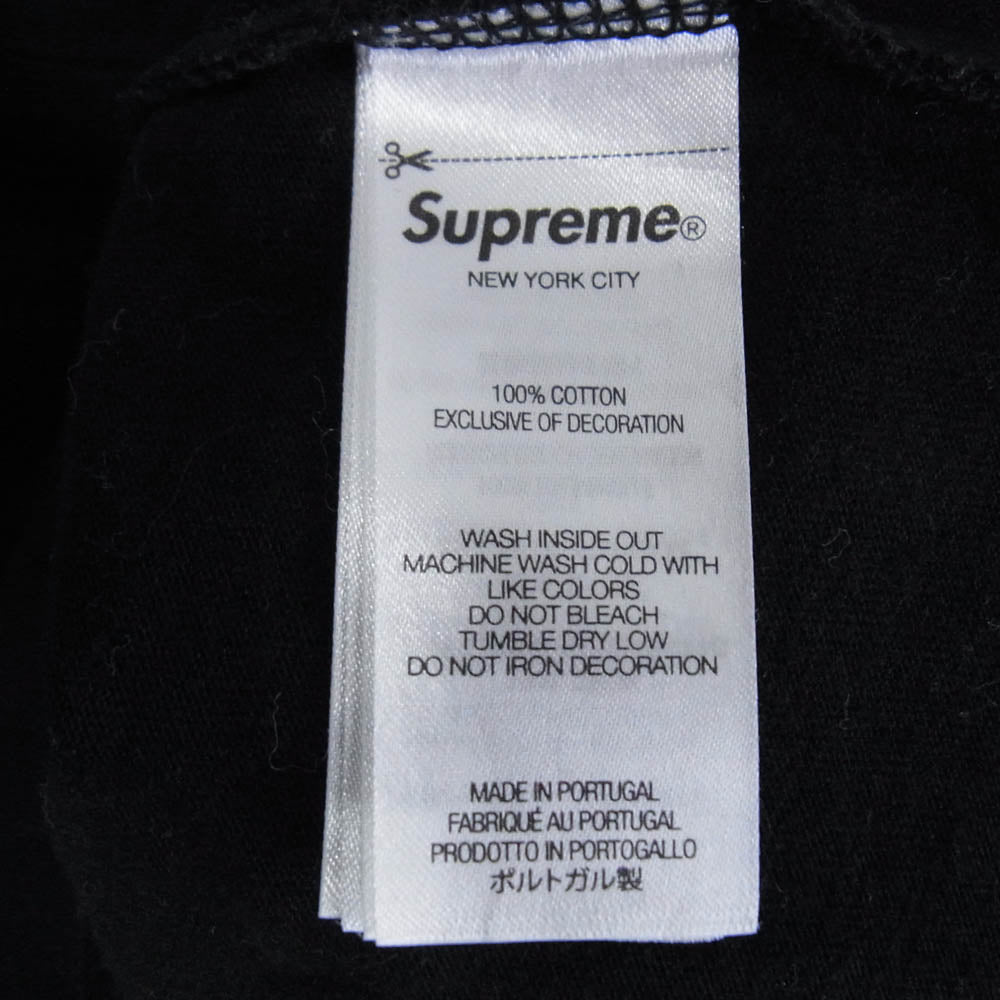 Supreme®
NEW YORK CITY
100% COTTON
EXCLUSIVE OF DECORATION
WASH INSIDE OUT
MACHINE WASH COLD WITH
LIKE COLORS
DO NOT BLEACH
TUMBLE DRY LOW
DO NOT IRON DECORATION
MADE IN PORTUGAL
FABRIQUÉ AU PORTUGAL
PRODOTTO IN PORTOGALLO
ポルトガル製